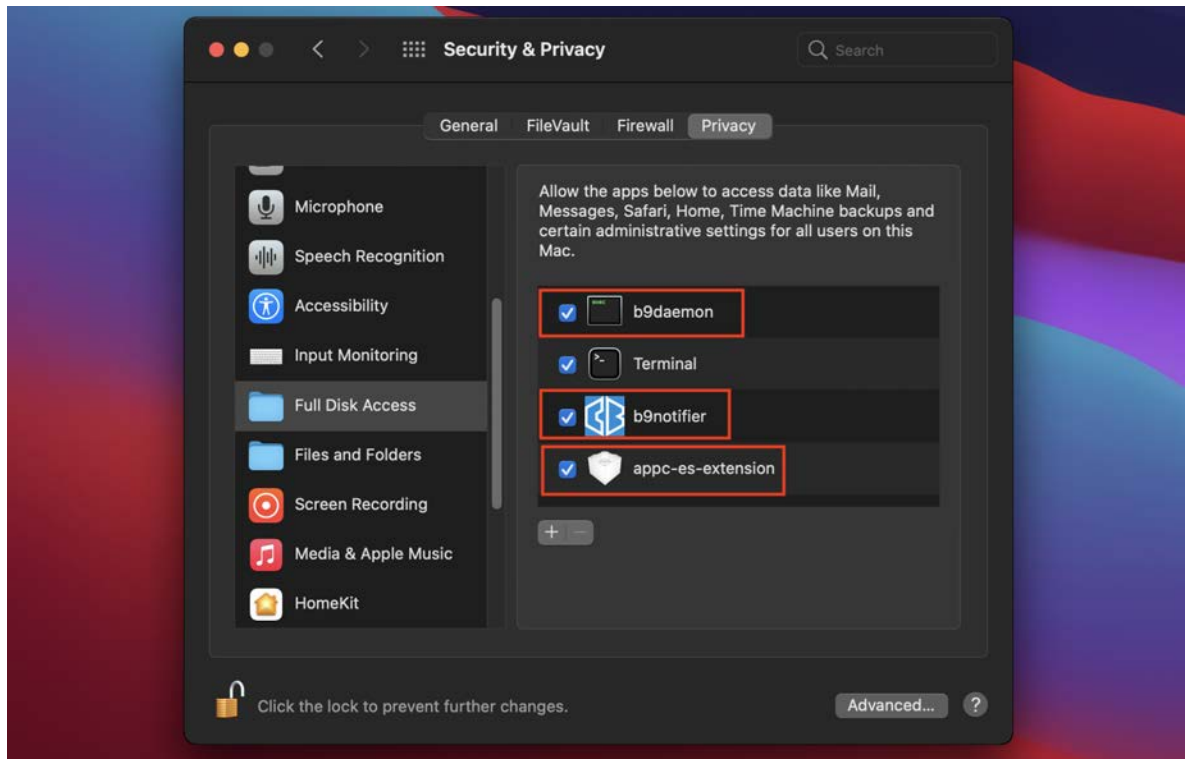 Security & Privacy
Search
General FileVault Firewall Privacy
Microphone
Speech Recognition
Accessibility
Input Monitoring
Full Disk Access
Files and Folders
Screen Recording
Media & Apple Music
HomeKit
Allow the apps below to access data like Mail,
Messages, Safari, Home, Time Machine backups and
certain administrative settings for all users on this
Mac.
b9daemon
Terminal
b9notifier
appc-es-extension
+ −
Click the lock to prevent further changes.
Advanced... ?